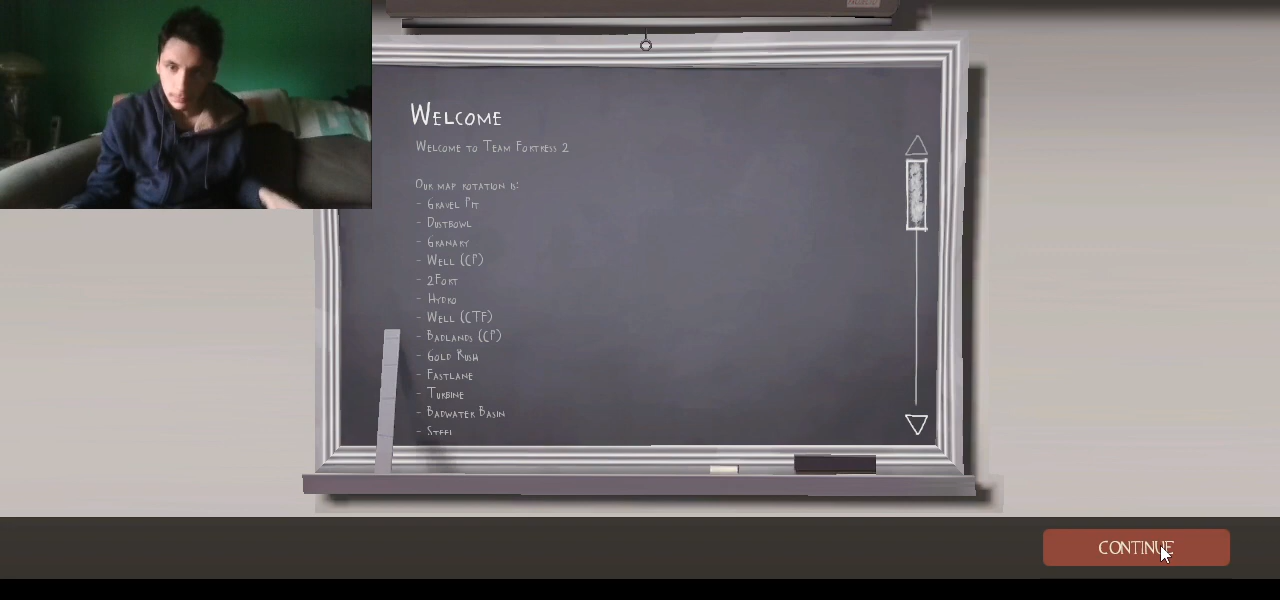 Welcome
Welcome to Team Fortress 2
Our map rotation is:
- Gravel Pit
- Dustbowl
- Granary
- Well (CP)
- 2Fort
- Hydro
- Well (CTF)
- Badlands (CP)
- Gold Rush
- Fastlane
- Turbine
- Badwater Basin
- Steel
CONTINUE